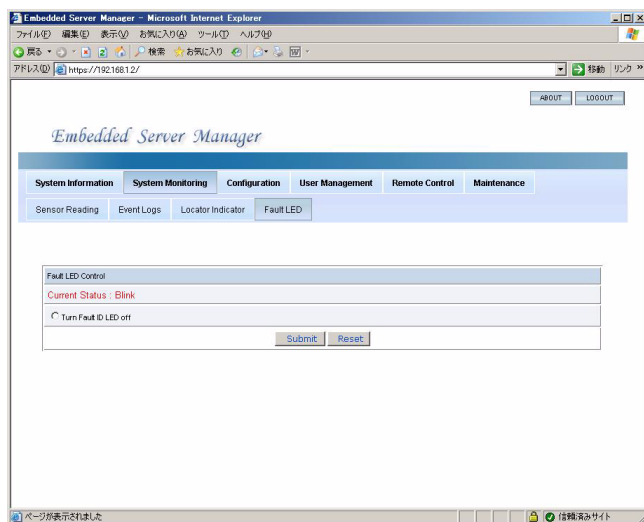 Embedded Server Manager - Microsoft Internet Explorer
ファイル(F) 編集(E) 表示(V) お気に入り(A) ツール(T) ヘルプ(H)
戻る 検索 お気に入り
アドレス(D) https://192.168.1.2/ 移動 リンク »
ABOUT LOGOUT
Embedded Server Manager
System Information System Monitoring Configuration User Management Remote Control Maintenance
Sensor Reading Event Logs Locator Indicator Fault LED
Fault LED Control
Current Status : Blink
Turn Fault ID LED off
Submit Reset
ページが表示されました 信頼済みサイト